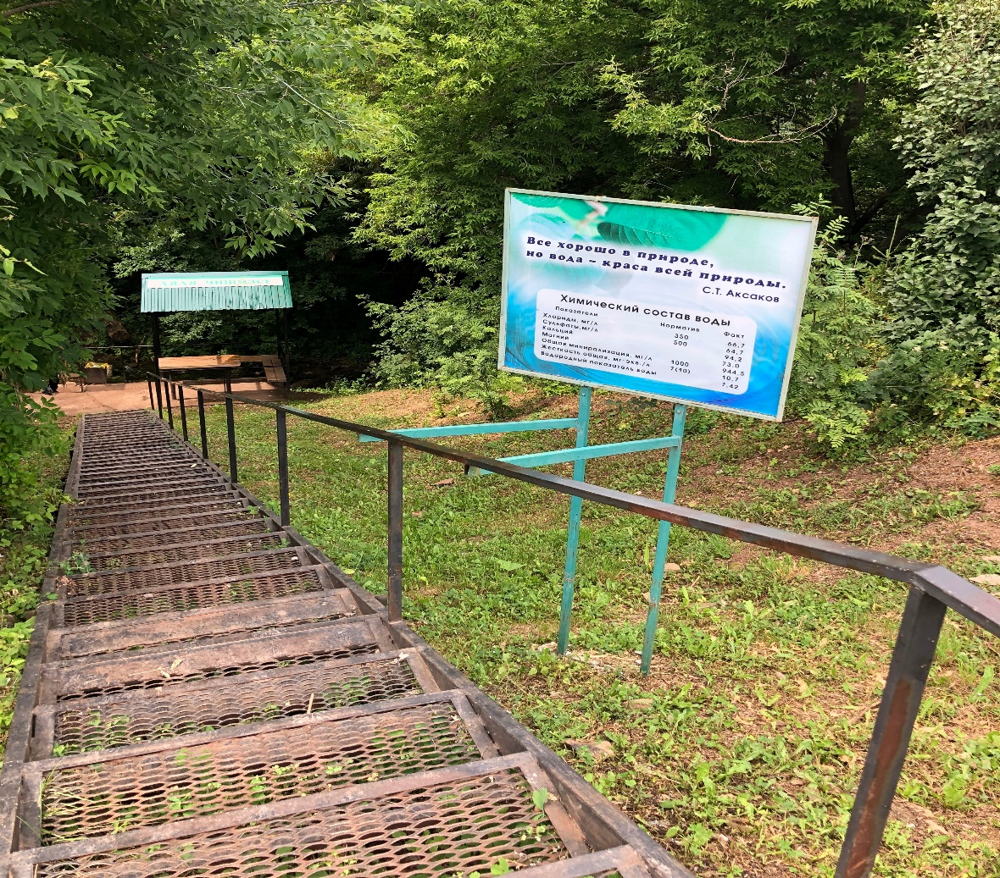 Все хорошо в природе,
но вода – краса всей природы.
С.Т. Аксаков
Химический состав воды
Показатели Норматив Факт
Хлориды, мг/л 350 66,7
Сульфаты, мг/л 500 64,7
Кальций 94,2
Магний 73,0
Общая минерализация, мг/л 1000 944,5
Жесткость общая, мг-экв./л 7(10) 10,7
Водородный показатель воды 7,42